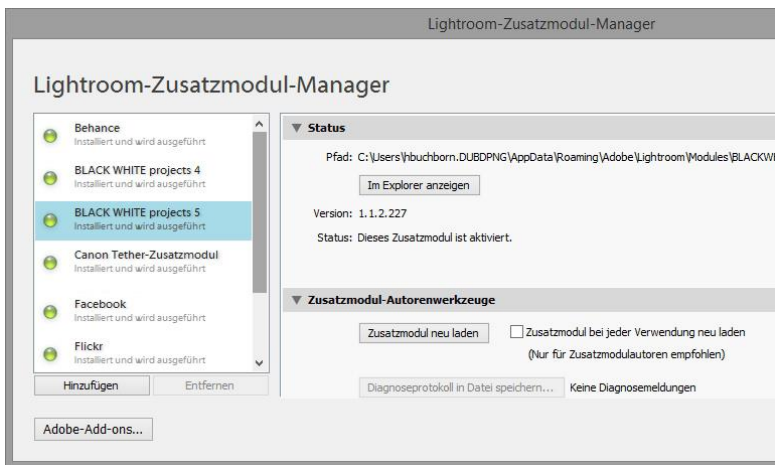 Lightroom-Zusatzmodul-Manager
Lightroom-Zusatzmodul-Manager
Behance
Installiert und wird ausgeführt
BLACK WHITE projects 4
Installiert und wird ausgeführt
BLACK WHITE projects 5
Installiert und wird ausgeführt
Canon Tether-Zusatzmodul
Installiert und wird ausgeführt
Facebook
Installiert und wird ausgeführt
Flickr
Installiert und wird ausgeführt
Hinzufügen Entfernen
Adobe-Add-ons...
Status
Pfad: C:\Users\hbuchborn.DUBDPNG\AppData\Roaming\Adobe\Lightroom\Modules\BLACKWH
Im Explorer anzeigen
Version: 1.1.2.227
Status: Dieses Zusatzmodul ist aktiviert.
Zusatzmodul-Autorenwerkzeuge
Zusatzmodul neu laden Zusatzmodul bei jeder Verwendung neu laden
(Nur für Zusatzmodulautoren empfohlen)
Diagnoseprotokoll in Datei speichern... Keine Diagnosemeldungen